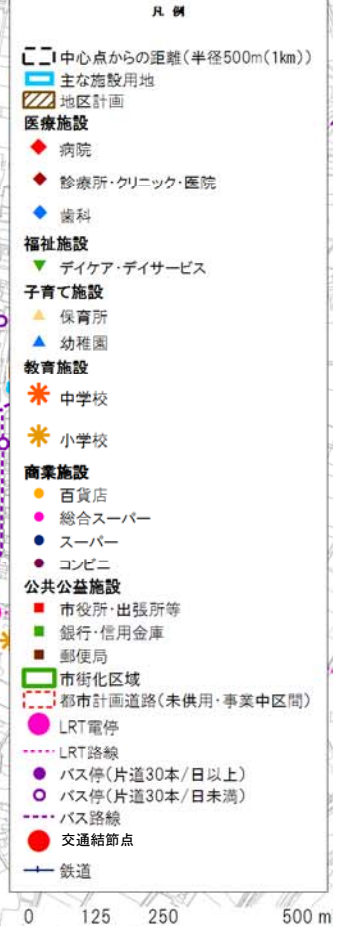 凡 例
中心点からの距離(半径500m(1km))
主な施設用地
地区計画
医療施設
病院
診療所・クリニック・医院
歯科
福祉施設
デイケア・デイサービス
子育て施設
保育所
幼稚園
教育施設
中学校
小学校
商業施設
百貨店
総合スーパー
スーパー
コンビニ
公共公益施設
市役所・出張所等
銀行・信用金庫
郵便局
市街化区域
都市計画道路(未供用・事業中区間)
LRT電停
LRT路線
バス停(片道30本/日以上)
バス停(片道30本/日未満)
バス路線
交通結節点
鉄道
0 125 250 500 m